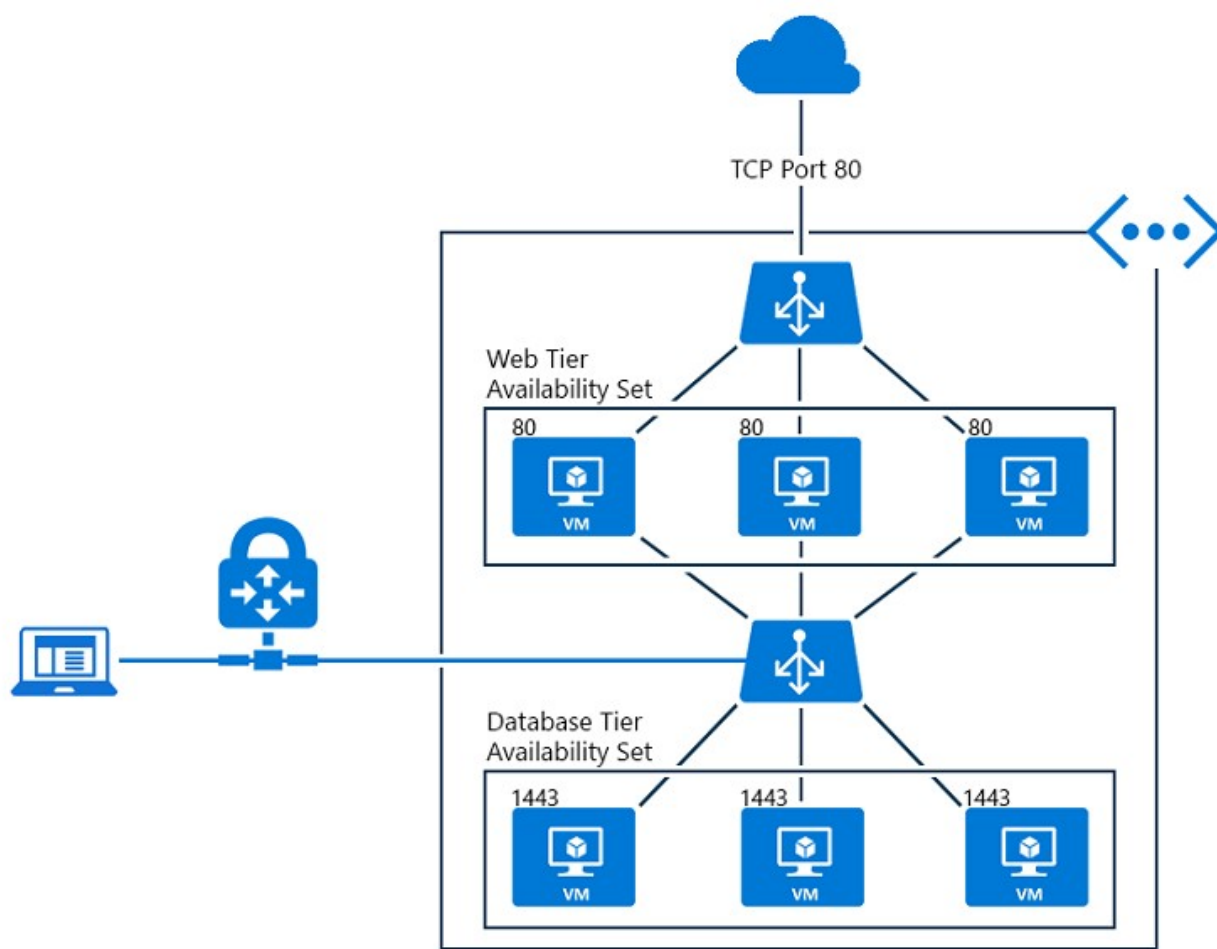 TCP Port 80
Web Tier
Availability Set
80
80
80
VM
VM
VM
Database Tier
Availability Set
1443
1443
1443
VM
VM
VM